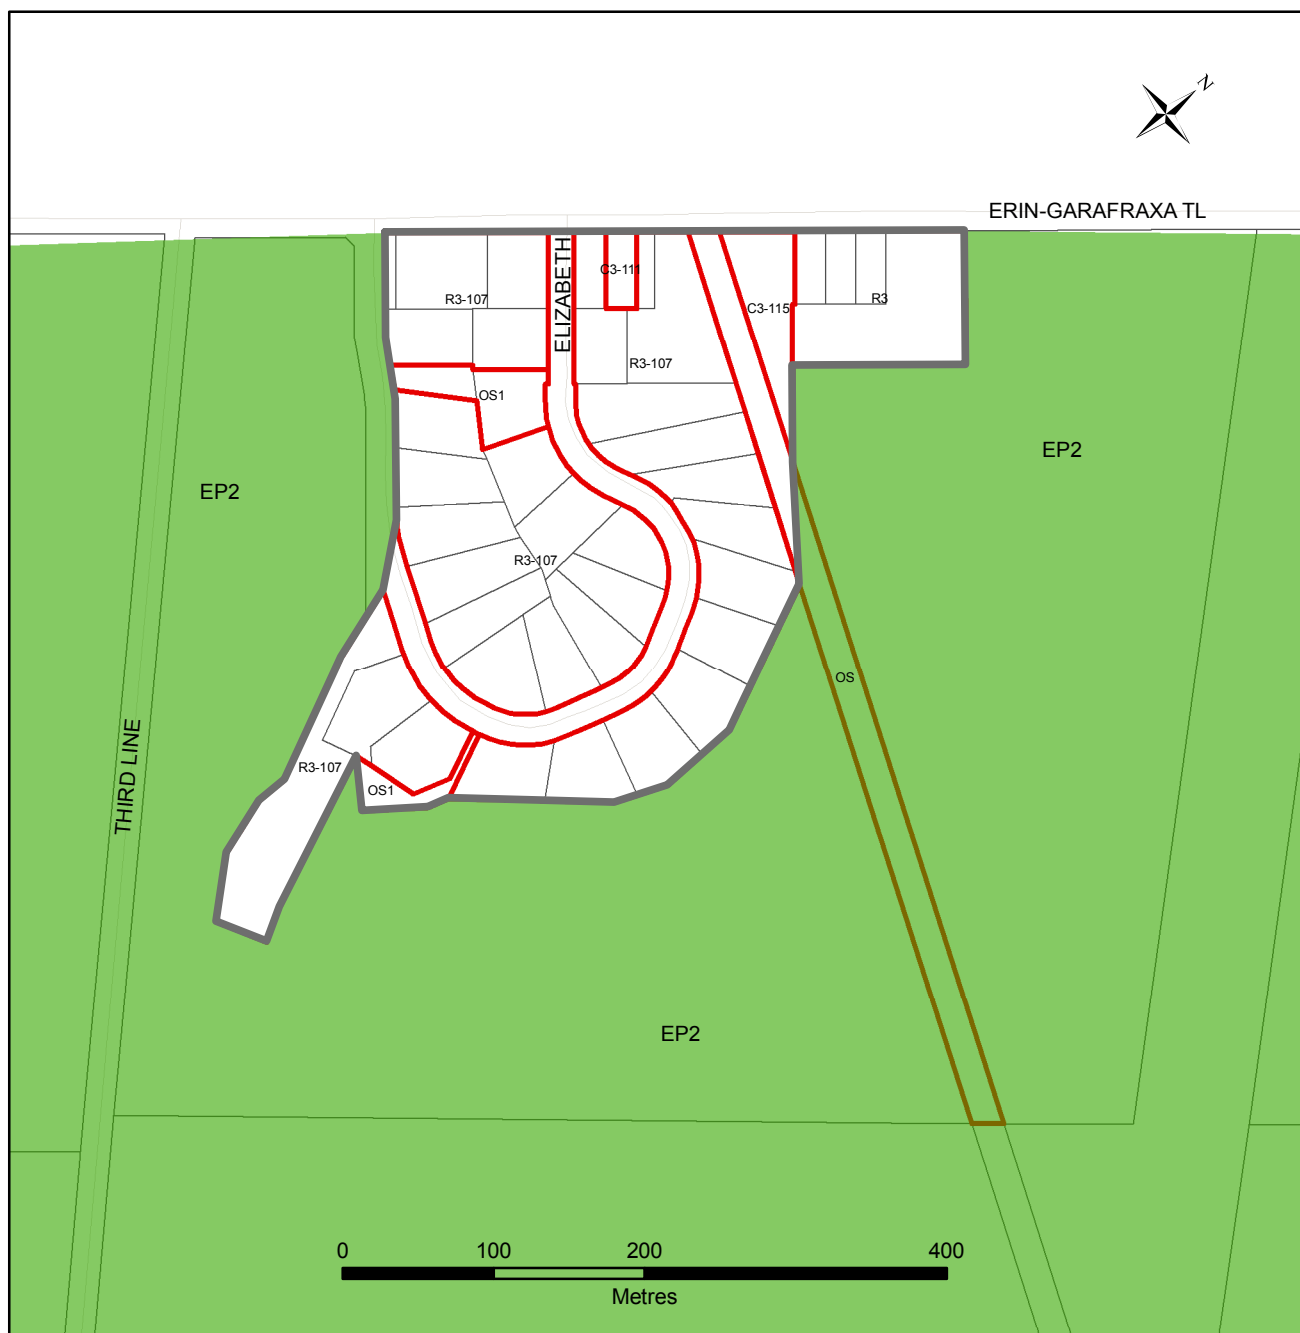 N
ERIN-GARAFRAXA TL
ELIZABETH
C3-111
R3-107
R3
C3-115
R3-107
OS1
EP2
EP2
R3-107
OS
THIRD LINE
R3-107
OS1
EP2
0 100 200 400
Metres